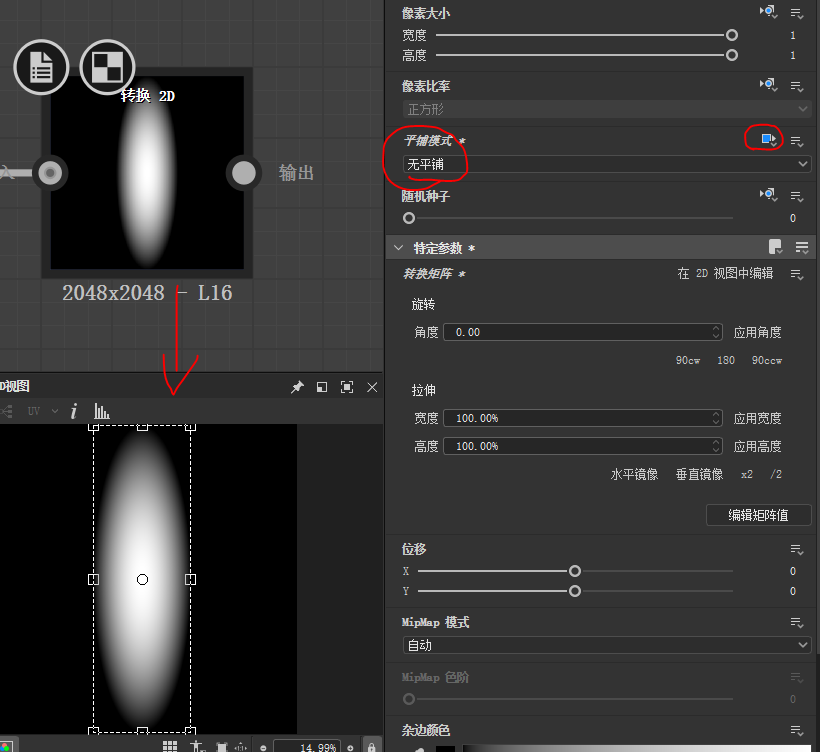 转换 2D
输出
2048x2048 - L16
D视图
UV
i
14.99%
像素大小
宽度 1
高度 1
像素比率
正方形
平铺模式 *
无平铺
随机种子
0
特定参数 *
转换矩阵 * 在 2D 视图中编辑
旋转
角度 0.00 应用角度
90cw 180 90ccw
拉伸
宽度 100.00% 应用宽度
高度 100.00% 应用高度
水平镜像 垂直镜像 x2 /2
编辑矩阵值
位移
X 0
Y 0
MipMap 模式
自动
MipMap 色阶
0
杂边颜色